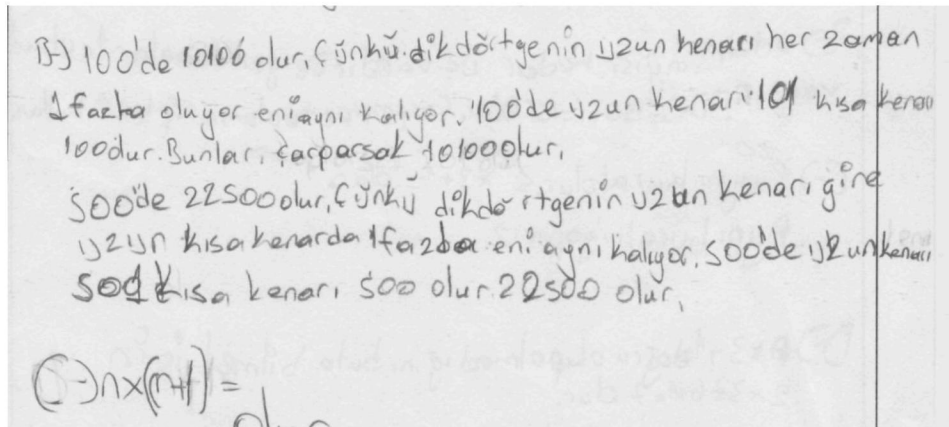 B-) 100'de 10100 olur, çünkü dikdörtgenin uzun kenarı her zaman
1 fazla oluyor eni aynı kalıyor. 100'de uzun kenarı 101 kısa kenarı
100dur. Bunları çarparsak 10100 olur,
500'de 22500 olur, çünkü dikdörtgenin uzun kenarı gine
uzun kısa kenarda 1 fazla eni aynı kalıyor, 500'de uzun kenarı
501 kısa kenarı 500 olur. 22500 olur,
C-) n×(n+1)=